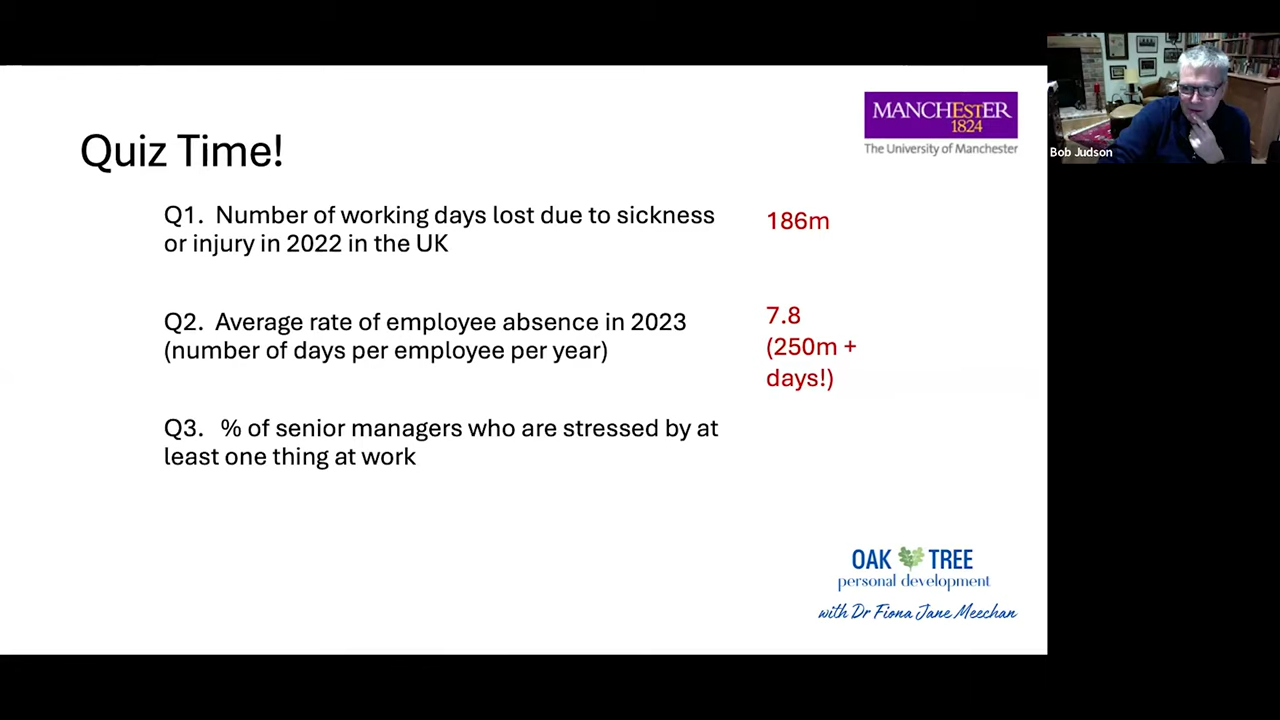 MANCHESTER
1824
The University of Manchester
Bob Judson
Quiz Time!
Q1. Number of working days lost due to sickness
or injury in 2022 in the UK
186m
Q2. Average rate of employee absence in 2023
(number of days per employee per year)
7.8
(250m +
days!)
Q3. % of senior managers who are stressed by at
least one thing at work
OAK TREE
personal development
with Dr Fiona Jane Meechan